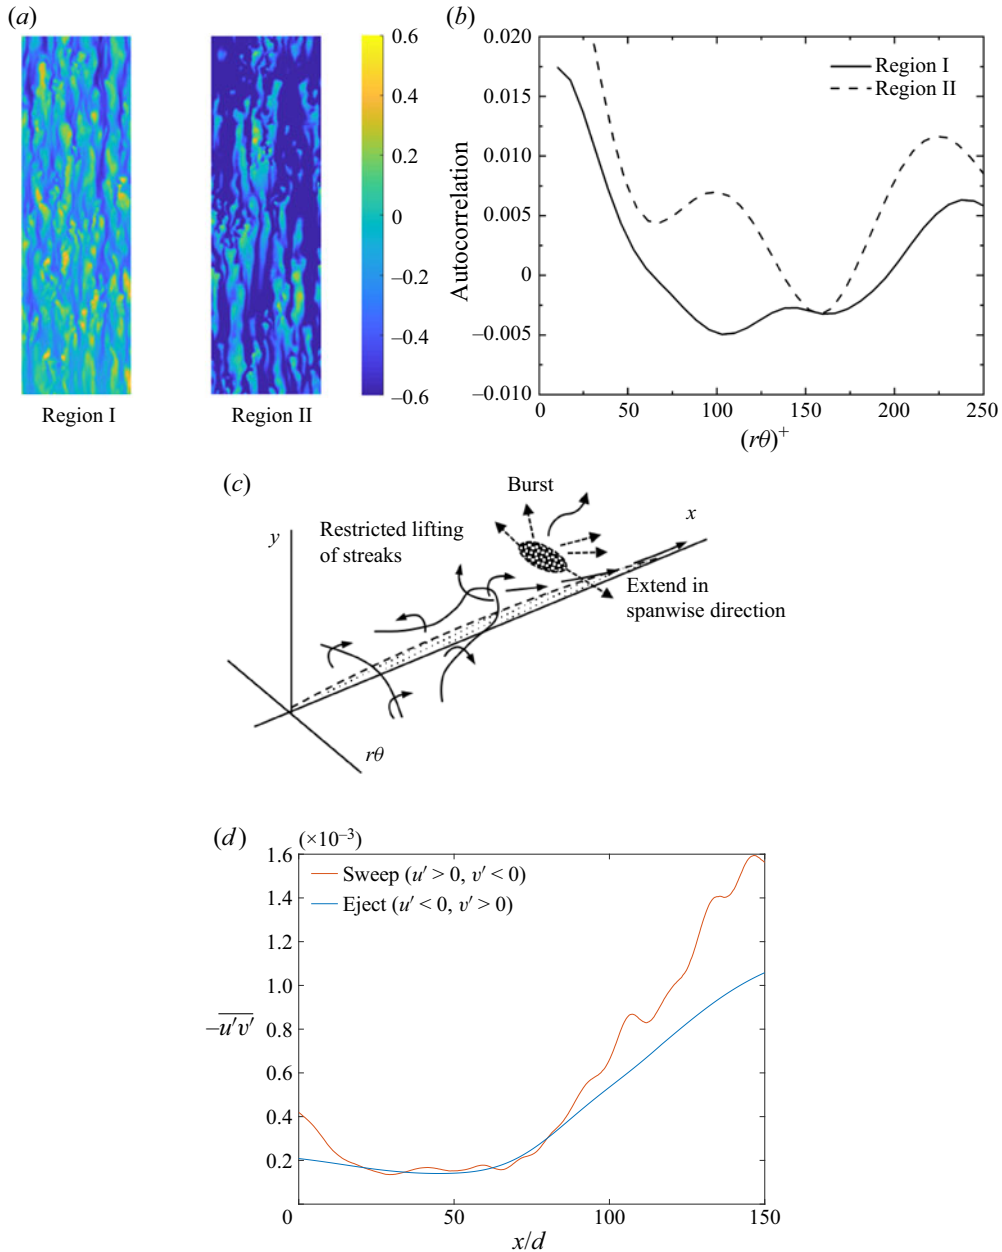 (a)
0.6
0.4
0.2
0
–0.2
–0.4
–0.6
Region I
Region II
(b)
0.020
0.015
0.010
0.005
0
–0.005
–0.010
Autocorrelation
Region I
Region II
0
50
100
150
200
250
(rθ)⁺
(c)
Burst
Restricted lifting
of streaks
y
x
Extend in
spanwise direction
rθ
(d)
(×10⁻³)
1.6
1.4
1.2
1.0
0.8
0.6
0.4
0.2
–u′v′
Sweep (u′ > 0, v′ < 0)
Eject (u′ < 0, v′ > 0)
0
50
100
150
x/d